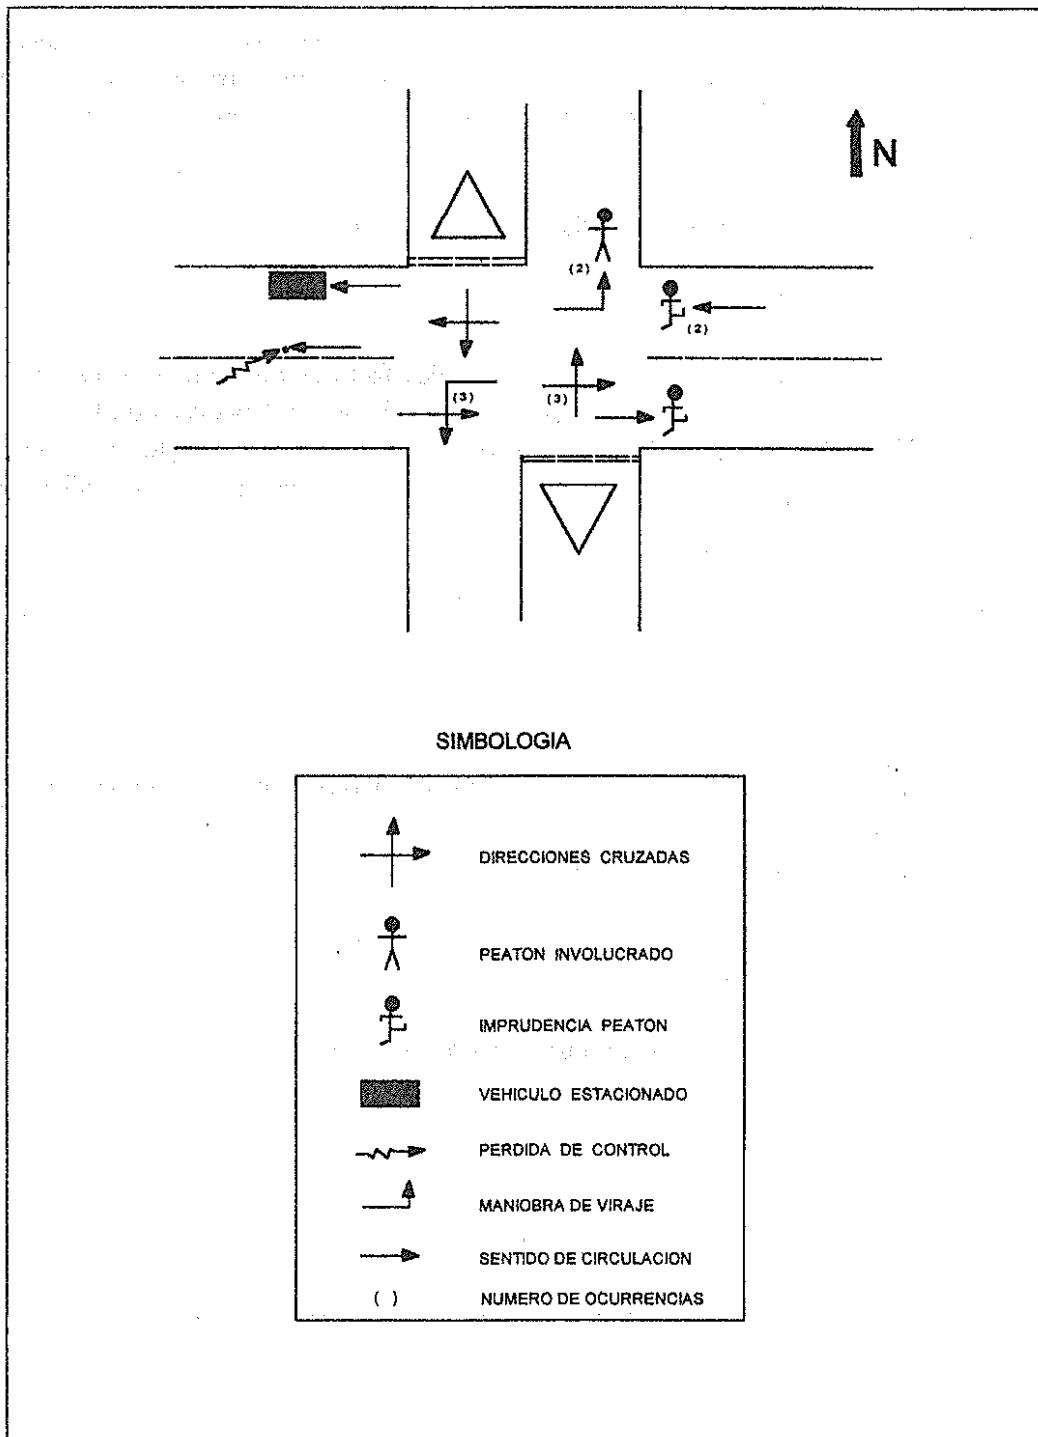 N
(2)
(2)
(3)
(3)
SIMBOLOGIA
DIRECCIONES CRUZADAS
PEATON INVOLUCRADO
IMPRUDENCIA PEATON
VEHICULO ESTACIONADO
PERDIDA DE CONTROL
MANIOBRA DE VIRAJE
SENTIDO DE CIRCULACION
( ) NUMERO DE OCURRENCIAS